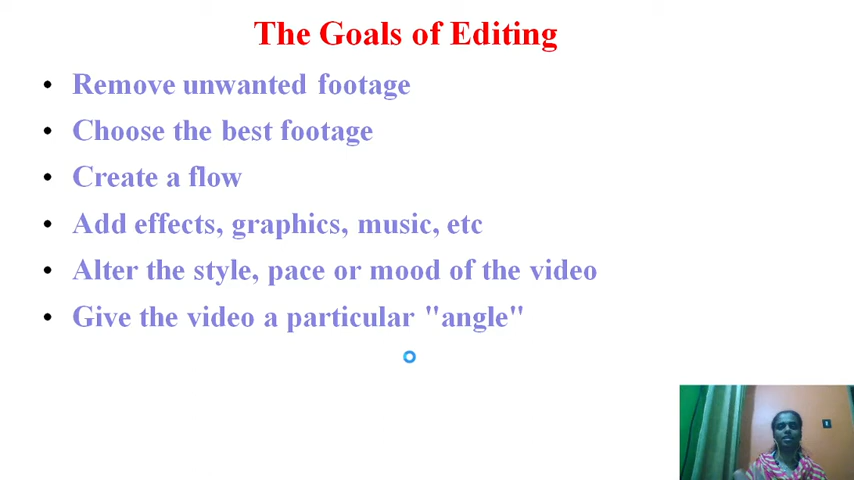 The Goals of Editing
• Remove unwanted footage
• Choose the best footage
• Create a flow
• Add effects, graphics, music, etc
• Alter the style, pace or mood of the video
• Give the video a particular "angle"